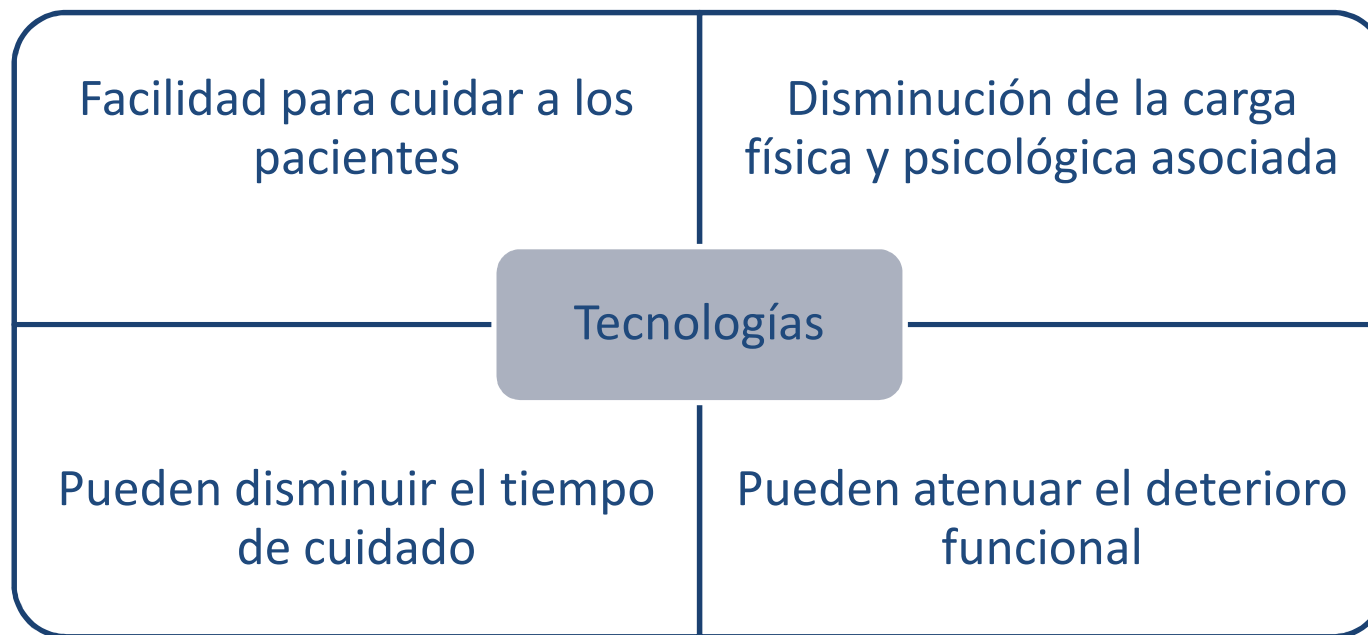 Facilidad para cuidar a los
pacientes
Disminución de la carga
física y psicológica asociada
Tecnologías
Pueden disminuir el tiempo
de cuidado
Pueden atenuar el deterioro
funcional